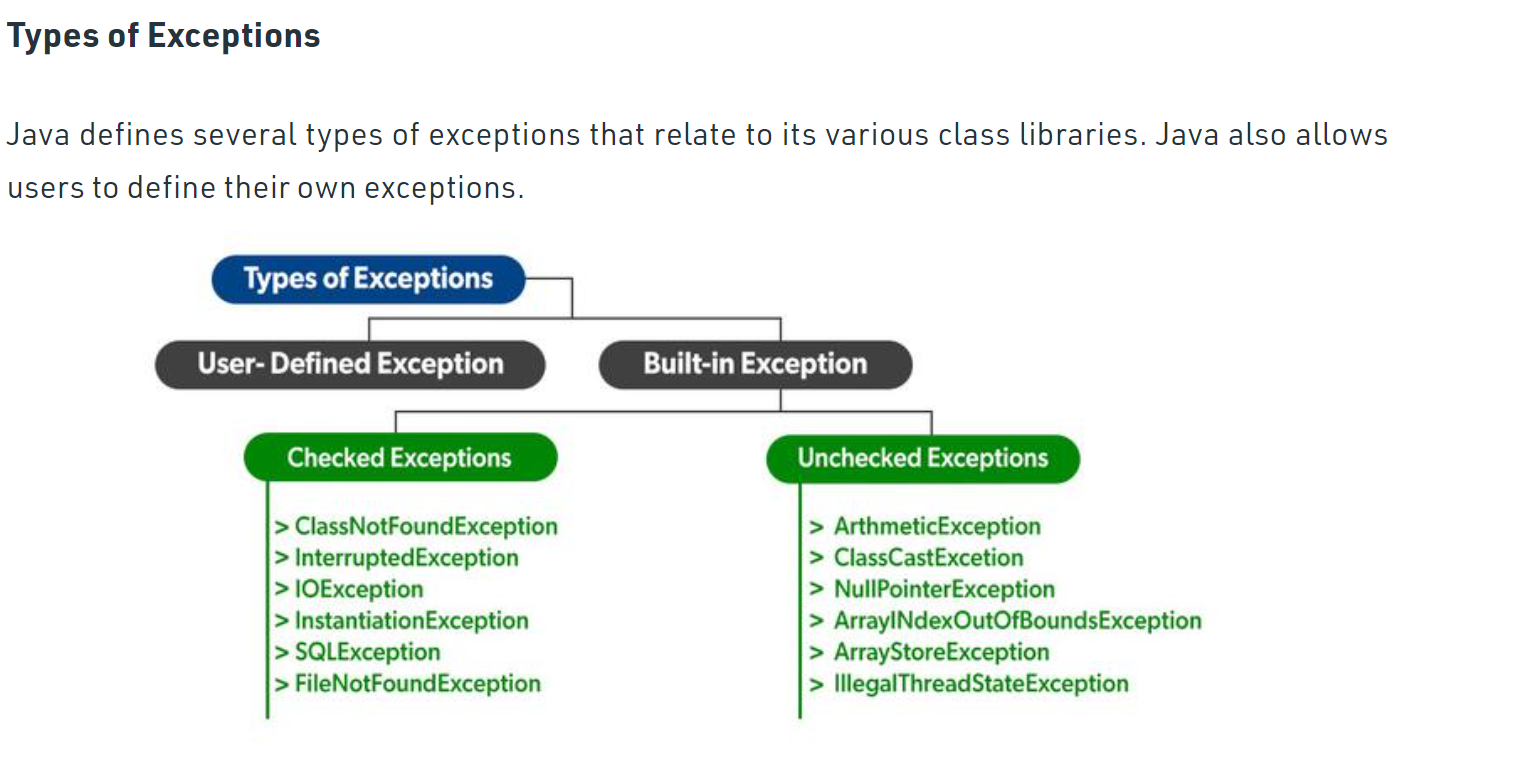 Types of Exceptions
Java defines several types of exceptions that relate to its various class libraries. Java also allows
users to define their own exceptions.
Types of Exceptions
User- Defined Exception
Built-in Exception
Checked Exceptions
> ClassNotFoundException
> InterruptedException
> IOException
> InstantiationException
> SQLException
> FileNotFoundException
Unchecked Exceptions
> ArthmeticException
> ClassCastExcetion
> NullPointerException
> ArrayINdexOutOfBoundsException
> ArrayStoreException
> IllegalThreadStateException